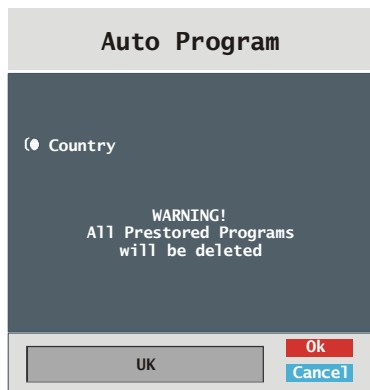 Auto Program
Country
WARNING!
All Prestored Programs
will be deleted
UK
Ok
Cancel